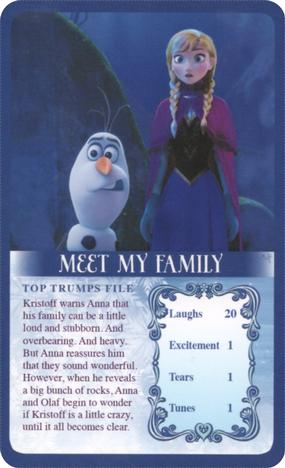 MEET MY FAMILY
TOP TRUMPS FILE
Kristoff warns Anna that
his family can be a little
loud and stubborn. And
overbearing. And heavy.
But Anna reassures him
that they sound wonderful.
However, when he reveals
a big bunch of rocks, Anna
and Olaf begin to wonder
if Kristoff is a little crazy,
until it all becomes clear.
Laughs 20
Excitement 1
Tears 1
Tunes 1